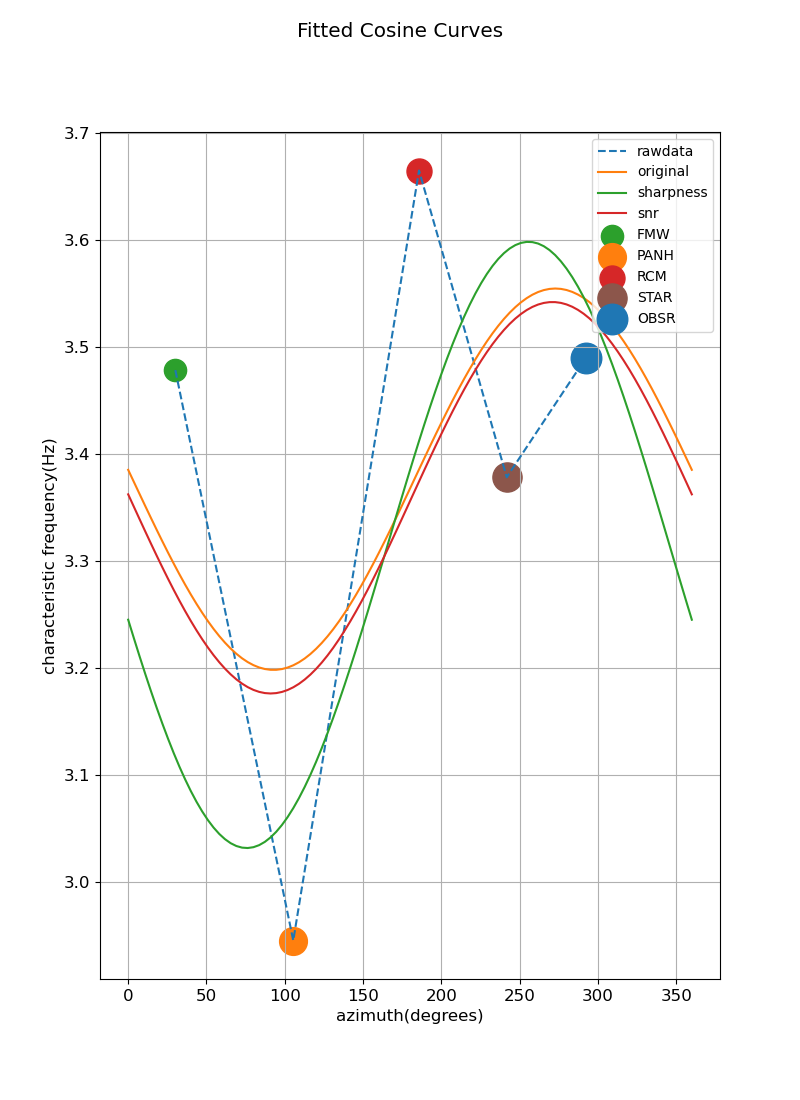 Fitted Cosine Curves
3.7
3.6
3.5
3.4
3.3
3.2
3.1
3.0
characteristic frequency(Hz)
rawdata
original
sharpness
snr
FMW
PANH
RCM
STAR
OBSR
0 50 100 150 200 250 300 350
azimuth(degrees)